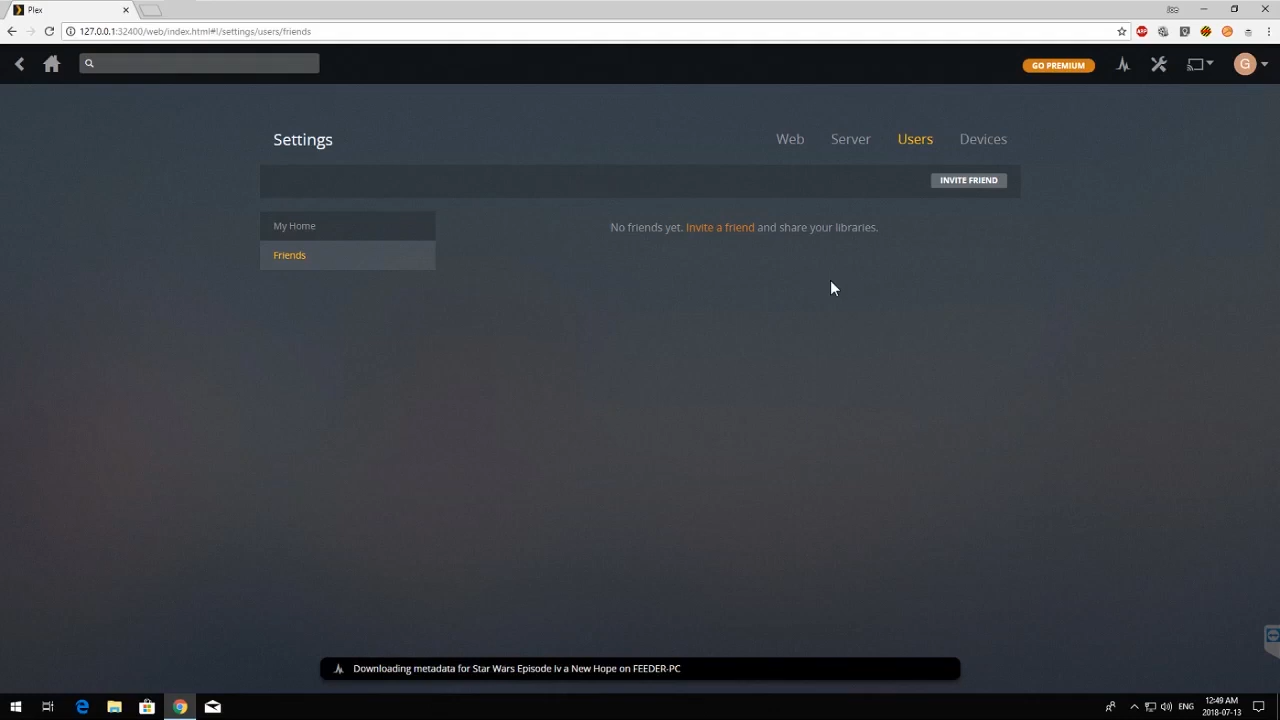 Plex
127.0.0.1:32400/web/index.html#!/settings/users/friends
GO PREMIUM
G
Settings
Web
Server
Users
Devices
INVITE FRIEND
My Home
Friends
No friends yet. Invite a friend and share your libraries.
Downloading metadata for Star Wars Episode Iv a New Hope on FEEDER-PC
ENG
12:49 AM
2018-07-13